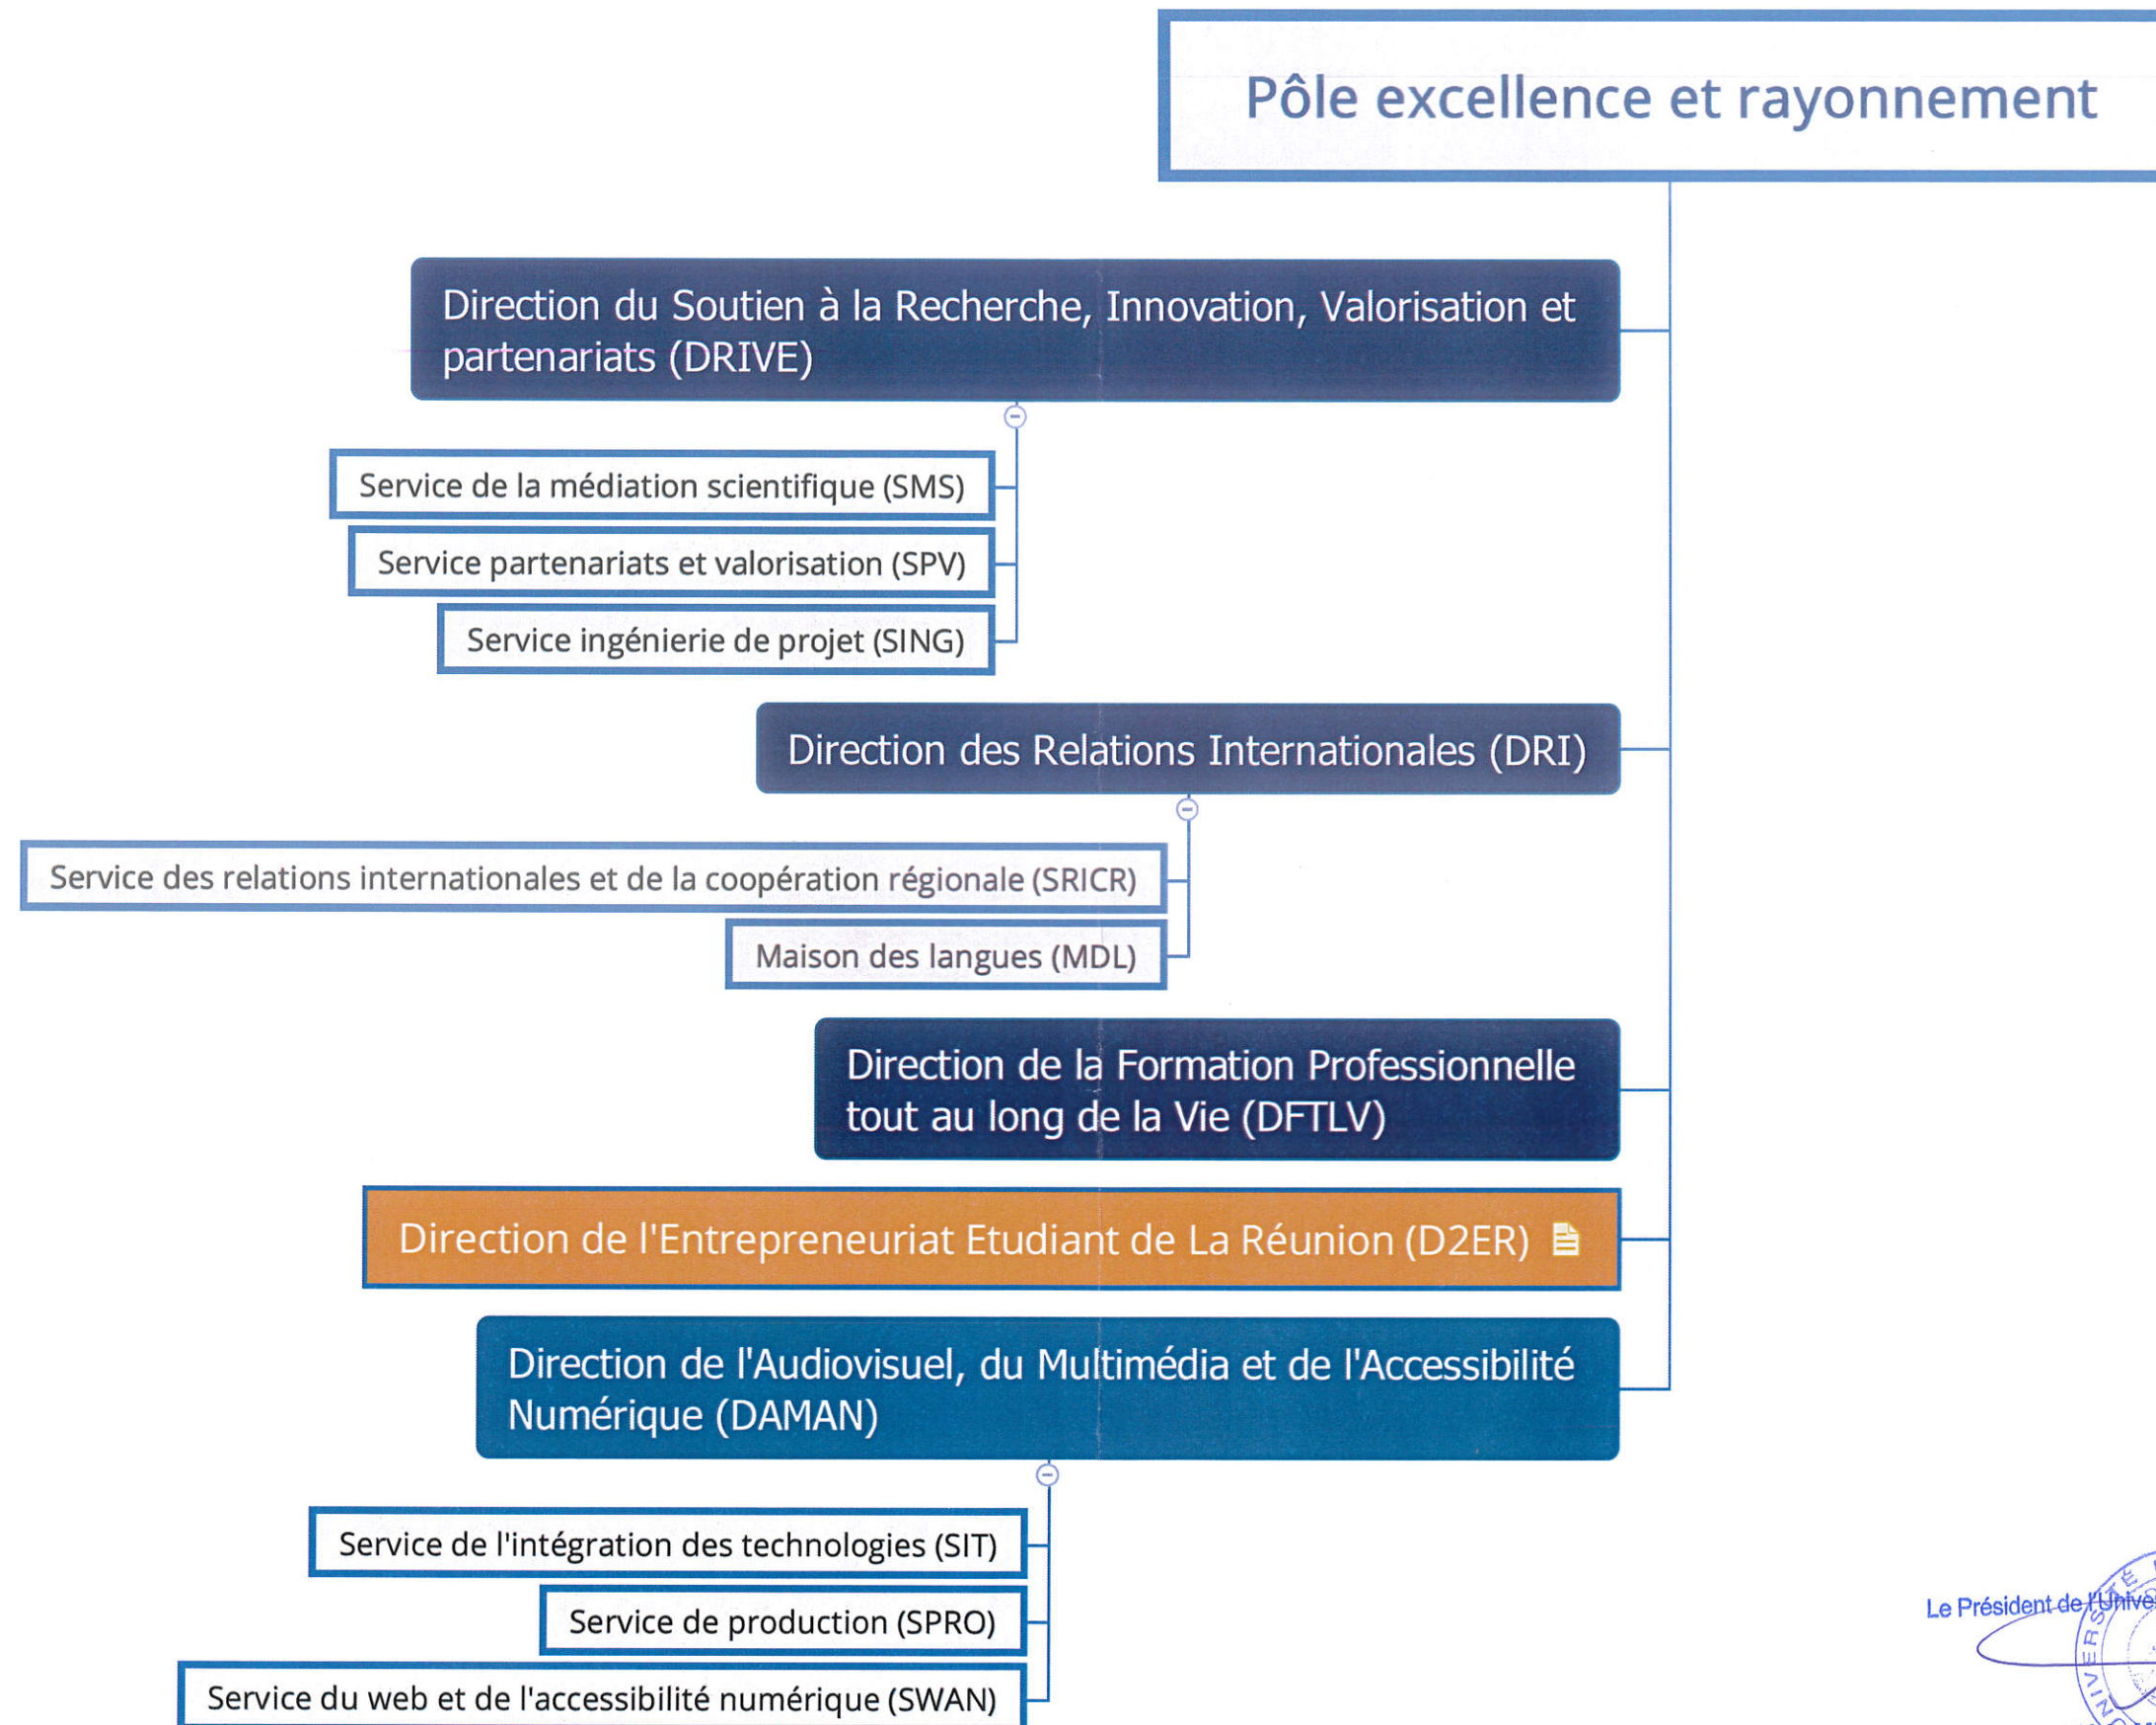 Pôle excellence et rayonnement
Direction du Soutien à la Recherche, Innovation, Valorisation et
partenariats (DRIVE)
Service de la médiation scientifique (SMS)
Service partenariats et valorisation (SPV)
Service ingénierie de projet (SING)
Direction des Relations Internationales (DRI)
Service des relations internationales et de la coopération régionale (SRICR)
Maison des langues (MDL)
Direction de la Formation Professionnelle
tout au long de la Vie (DFTLV)
Direction de l'Entrepreneuriat Etudiant de La Réunion (D2ER)
Direction de l'Audiovisuel, du Multimédia et de l'Accessibilité
Numérique (DAMAN)
Service de l'intégration des technologies (SIT)
Service de production (SPRO)
Service du web et de l'accessibilité numérique (SWAN)
Le Président de